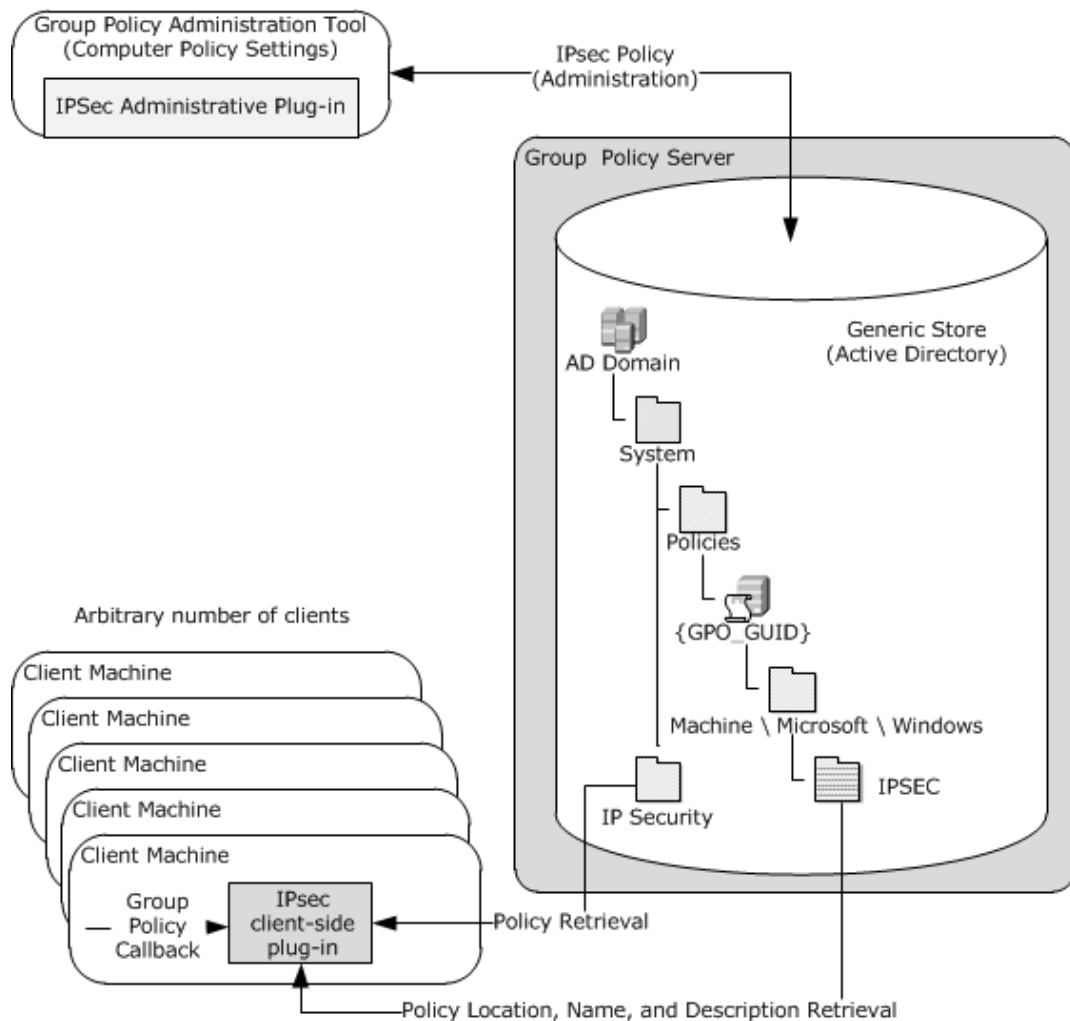 Group Policy Administration Tool
(Computer Policy Settings)
IPSec Administrative Plug-in
IPsec Policy
(Administration)
Group Policy Server
Generic Store
(Active Directory)
AD Domain
System
Policies
{GPO_GUID}
Machine \ Microsoft \ Windows
IPSEC
IP Security
Arbitrary number of clients
Client Machine
Client Machine
Client Machine
Client Machine
Client Machine
Group
Policy
Callback
IPsec
client-side
plug-in
Policy Retrieval
Policy Location, Name, and Description Retrieval